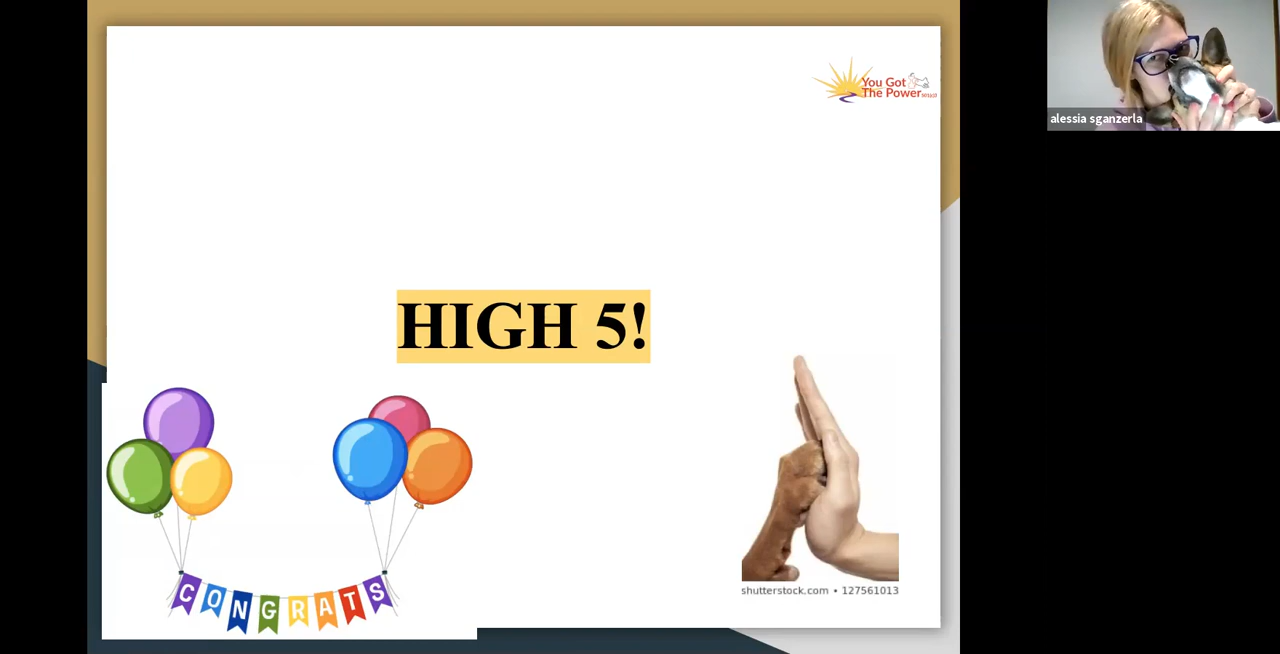 You Got
The Power
alessia sganzerla
HIGH 5!
CONGRATS
shutterstock.com • 127561013